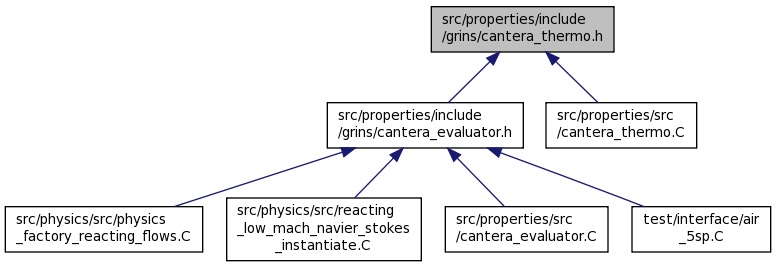 src/properties/include
/grins/cantera_thermo.h
src/properties/include
/grins/cantera_evaluator.h
src/properties/src
/cantera_thermo.C
src/physics/src/physics
_factory_reacting_flows.C
src/physics/src/reacting
_low_mach_navier_stokes
_instantiate.C
src/properties/src
/cantera_evaluator.C
test/interface/air
_5sp.C